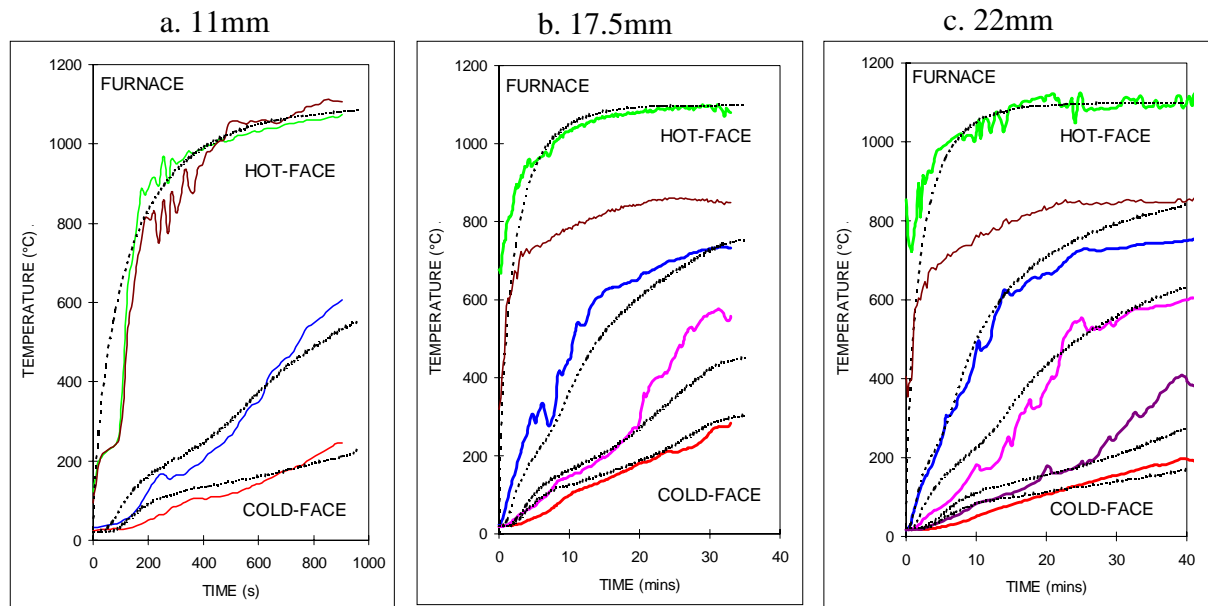 a. 11mm
b. 17.5mm
c. 22mm
1200
1000
800
600
400
200
0
TEMPERATURE (°C) .
FURNACE
HOT-FACE
COLD-FACE
0 200 400 600 800 1000
TIME (s)
1200
1000
800
600
400
200
0
TEMPERATURE (°C) .
FURNACE
HOT-FACE
COLD-FACE
0 10 20 30 40
TIME (mins)
1200
1000
800
600
400
200
0
TEMPERATURE (°C) .
FURNACE
HOT-FACE
COLD-FACE
0 10 20 30 40
TIME (mins)